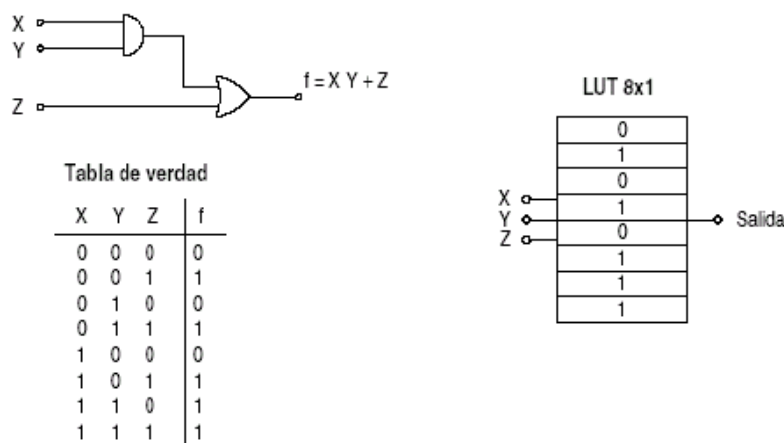 X
Y
Z
f = X Y + Z
Tabla de verdad
X Y Z f
0 0 0 0
0 0 1 1
0 1 0 0
0 1 1 1
1 0 0 0
1 0 1 1
1 1 0 1
1 1 1 1
LUT 8x1
0
1
0
1
0
1
1
1
X
Y
Z
Salida